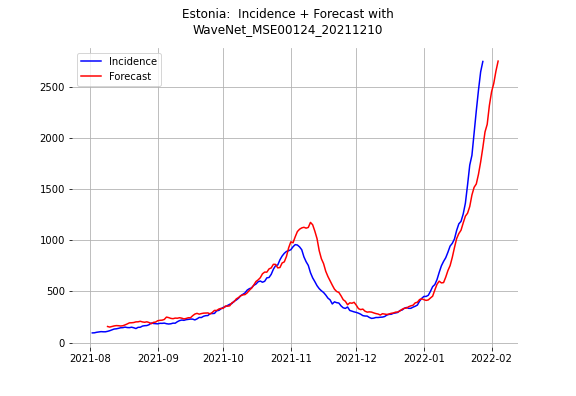 Estonia:  Incidence + Forecast with
WaveNet_MSE00124_20211210
Incidence
Forecast
2500
2000
1500
1000
500
0
2021-08 2021-09 2021-10 2021-11 2021-12 2022-01 2022-02